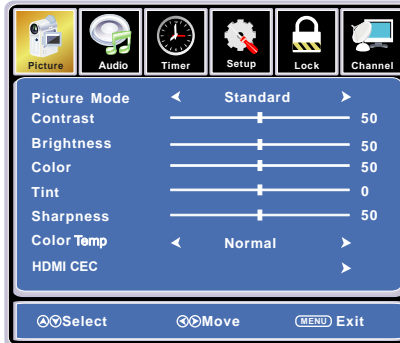 Picture Audio Timer Setup Lock Channel
Picture Mode Standard
Contrast 50
Brightness 50
Color 50
Tint 0
Sharpness 50
Color Temp Normal
HDMI CEC
Select Move MENU Exit